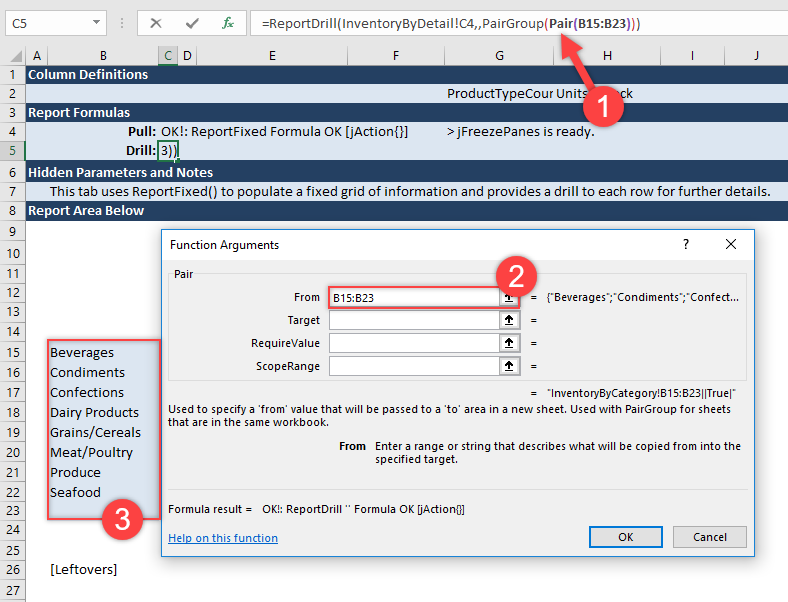 C5
=ReportDrill(InventoryByDetail!C4,,PairGroup(Pair(B15:B23)))
A B C D E F G H I J
1 Column Definitions
2 ProductTypeCour Units
3 Report Formulas
4 Pull: OK!: ReportFixed Formula OK [jAction{}] > jFreezePanes is ready.
5 Drill: 3))
6 Hidden Parameters and Notes
7 This tab uses ReportFixed() to populate a fixed grid of information and provides a drill to each row for further details.
8 Report Area Below
9
10
11
12
13
14
15 Beverages
16 Condiments
17 Confections
18 Dairy Products
19 Grains/Cereals
20 Meat/Poultry
21 Produce
22 Seafood
23
24
25
26 [Leftovers]
27
1
2
3
Function Arguments ?
Pair
From B15:B23 = {"Beverages";"Condiments";"Confect...
Target =
RequireValue =
ScopeRange =
= "InventoryByCategory!B15:B23||True|"
Used to specify a 'from' value that will be passed to a 'to' area in a new sheet. Used with PairGroup for sheets
that are in the same workbook.
From Enter a range or string that describes what will be copied from into the
specified target.
Formula result = OK!: ReportDrill '' Formula OK [jAction{}]
Help on this function
OK Cancel